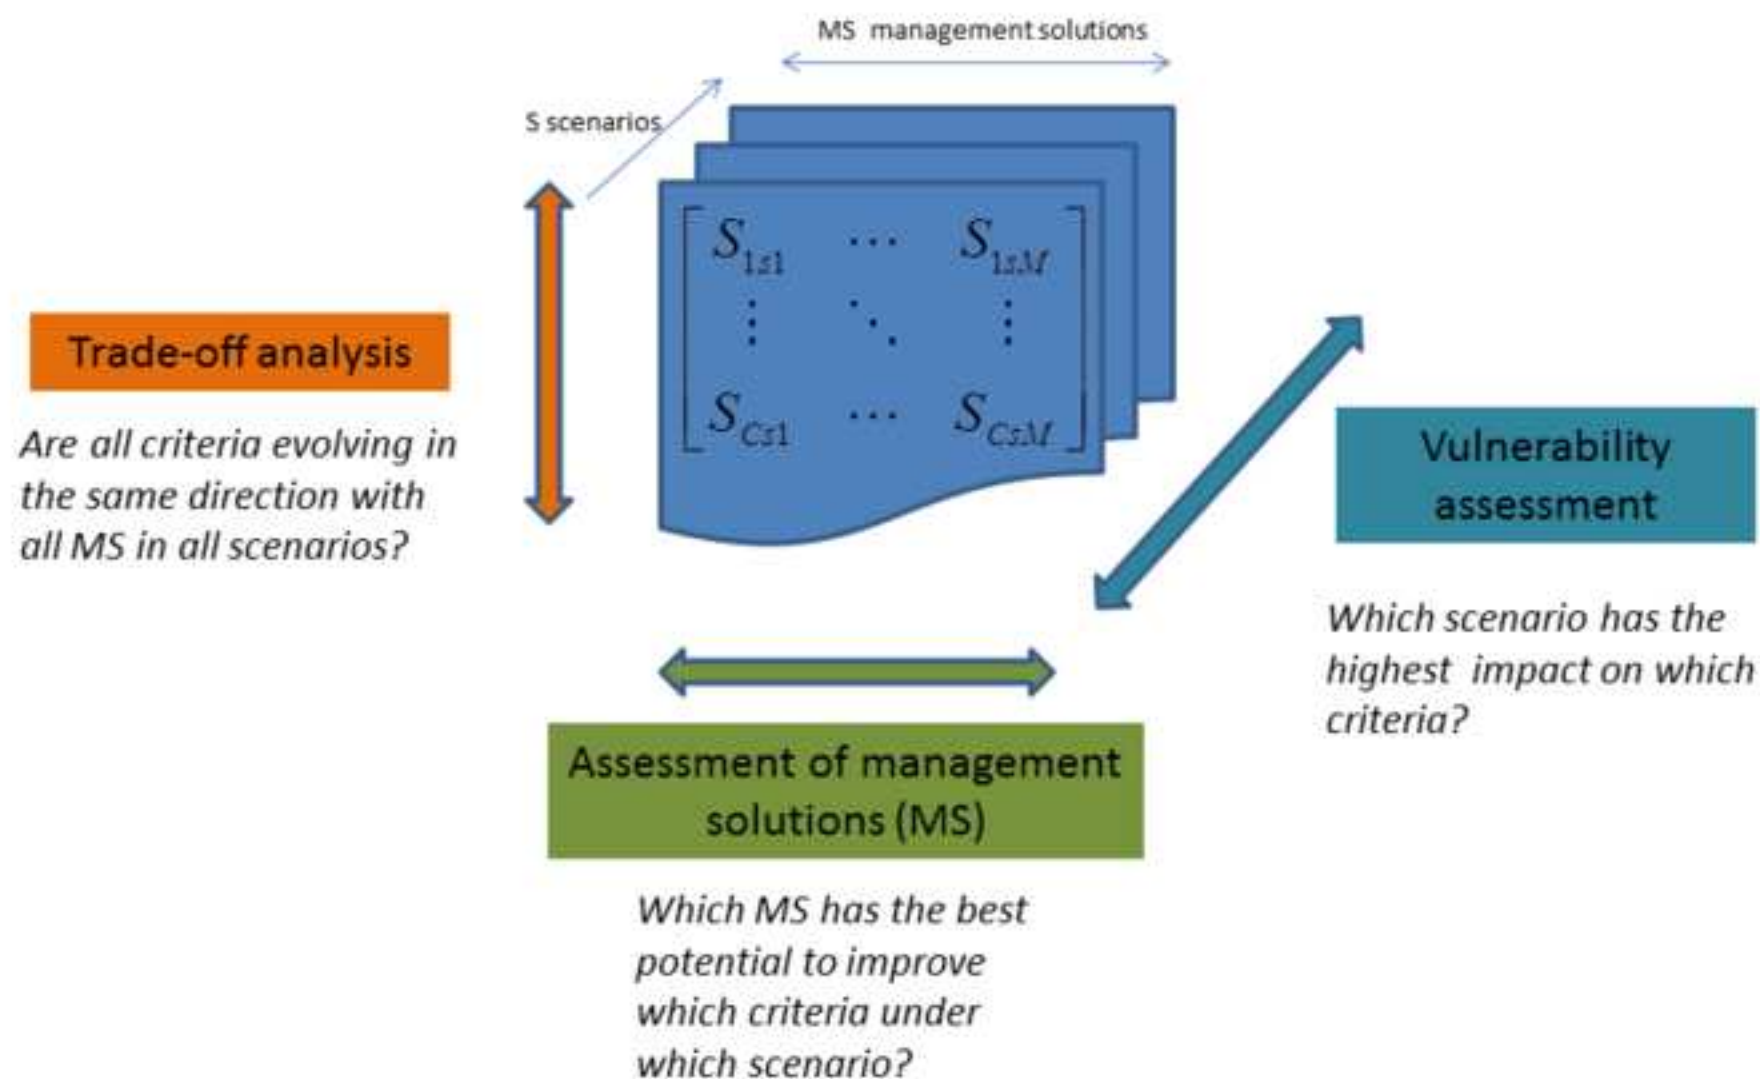 MS management solutions
S scenarios
S1s1 ⋯ S1sM
⋮ ⋱ ⋮
SCs1 ⋯ SCsM
Trade-off analysis
Are all criteria evolving in
the same direction with
all MS in all scenarios?
Vulnerability
assessment
Which scenario has the
highest impact on which
criteria?
Assessment of management
solutions (MS)
Which MS has the best
potential to improve
which criteria under
which scenario?